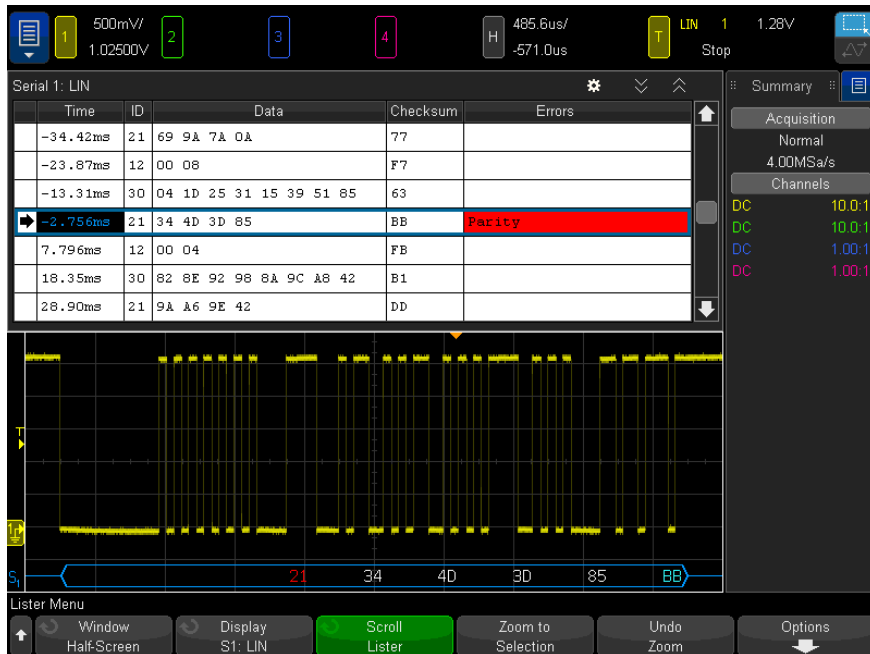 1 500mV/ 2 3 4 H 485.6us/ T LIN 1 1.28V
1.02500V -571.0us Stop
Serial 1: LIN
Time ID Data Checksum Errors
-34.42ms 21 69 9A 7A 0A 77
-23.87ms 12 00 08 F7
-13.31ms 30 04 1D 25 31 15 39 51 85 63
-2.756ms 21 34 4D 3D 85 BB Parity
7.796ms 12 00 04 FB
18.35ms 30 82 8E 92 98 8A 9C A8 42 B1
28.90ms 21 9A A6 9E 42 DD
Summary
Acquisition
Normal
4.00MSa/s
Channels
DC 10.0:1
DC 10.0:1
DC 1.00:1
DC 1.00:1
T
1
S1 21 34 4D 3D 85 BB
Lister Menu
Window Display Scroll Zoom to Undo Options
Half-Screen S1: LIN Lister Selection Zoom